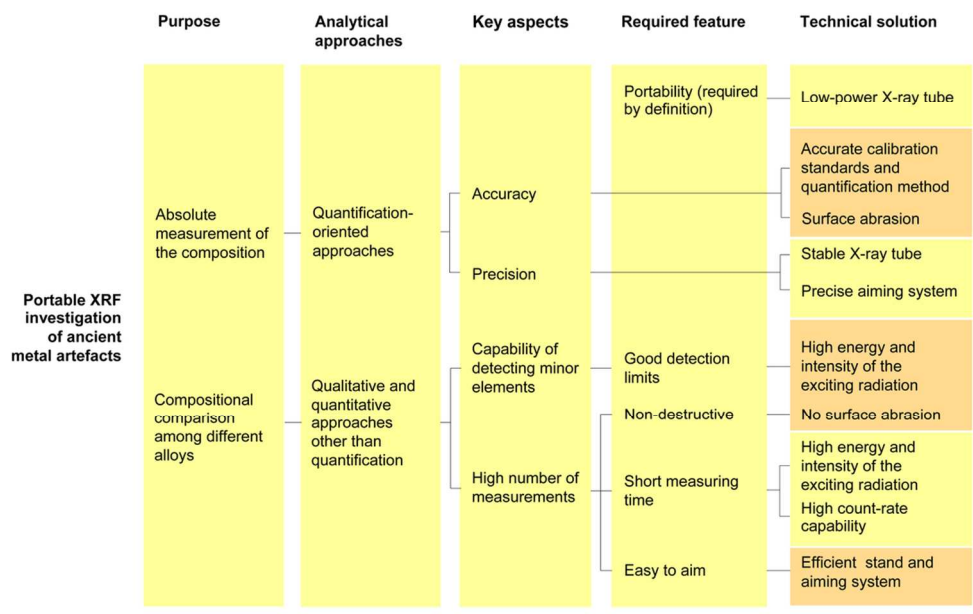 Purpose
Analytical
approaches
Key aspects
Required feature
Technical solution
Portable XRF
investigation
of ancient
metal artefacts
Absolute
measurement of
the composition
Compositional
comparison
among different
alloys
Quantification-
oriented
approaches
Qualitative and
quantitative
approaches
other than
quantification
Accuracy
Precision
Capability of
detecting minor
elements
High number of
measurements
Portability (required
by definition)
Good detection
limits
Non-destructive
Short measuring
time
Easy to aim
Low-power X-ray tube
Accurate calibration
standards and
quantification method
Surface abrasion
Stable X-ray tube
Precise aiming system
High energy and
intensity of the
exciting radiation
No surface abrasion
High energy and
intensity of the
exciting radiation
High count-rate
capability
Efficient stand and
aiming system